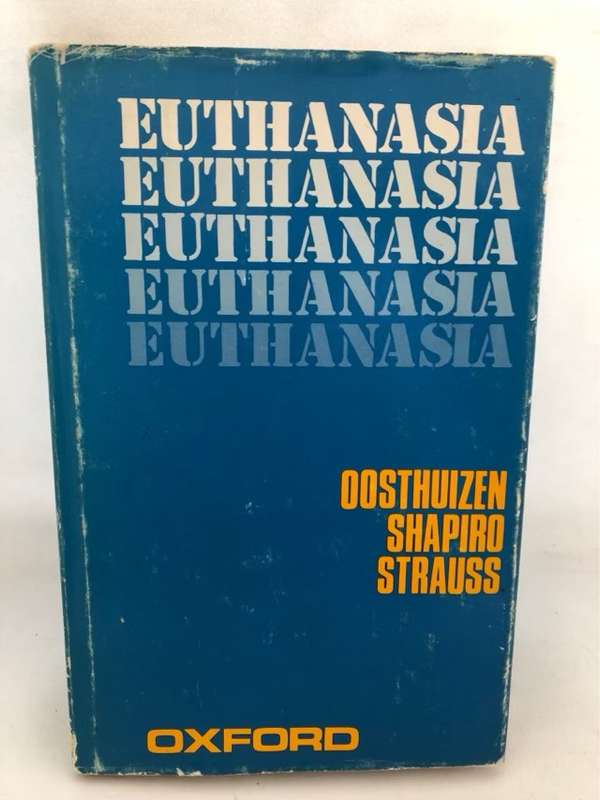 EUTHANASIA
EUTHANASIA
EUTHANASIA
EUTHANASIA
EUTHANASIA
OOSTHUIZEN
SHAPIRO
STRAUSS
OXFORD